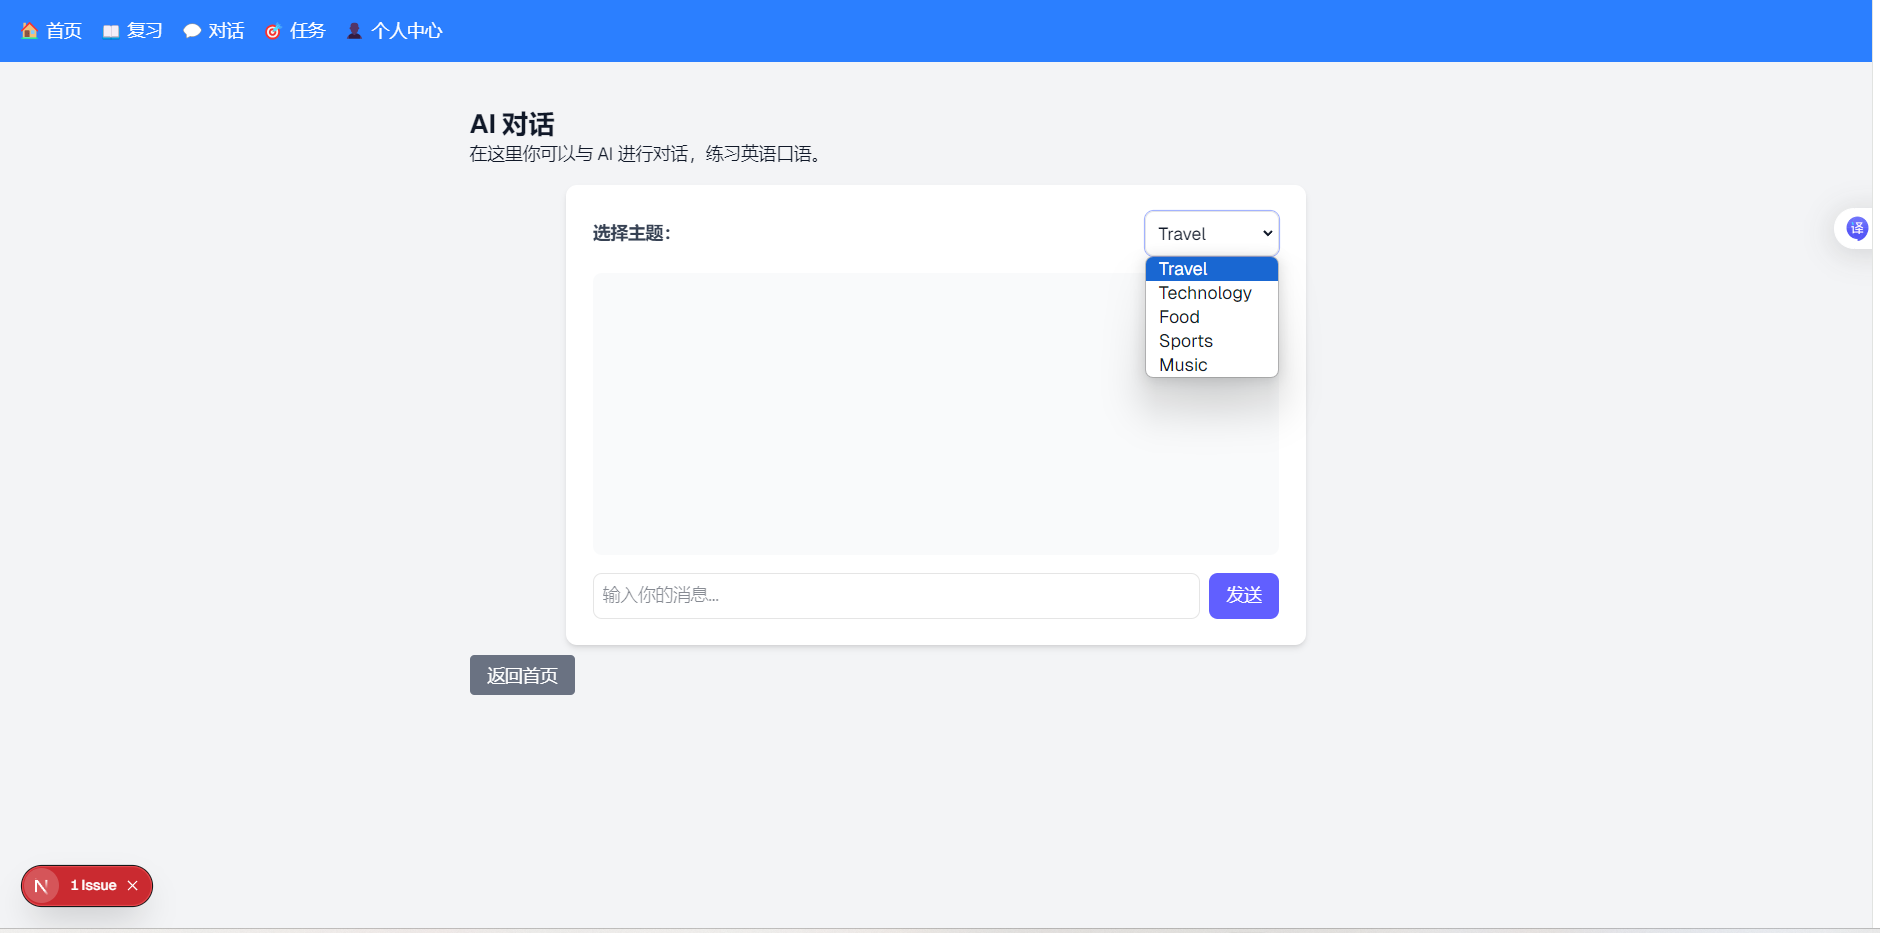 首页 复习 对话 任务 个人中心
AI 对话
在这里你可以与 AI 进行对话，练习英语口语。
选择主题：
Travel
Travel
Technology
Food
Sports
Music
译
输入你的消息...
发送
返回首页
N 1 Issue